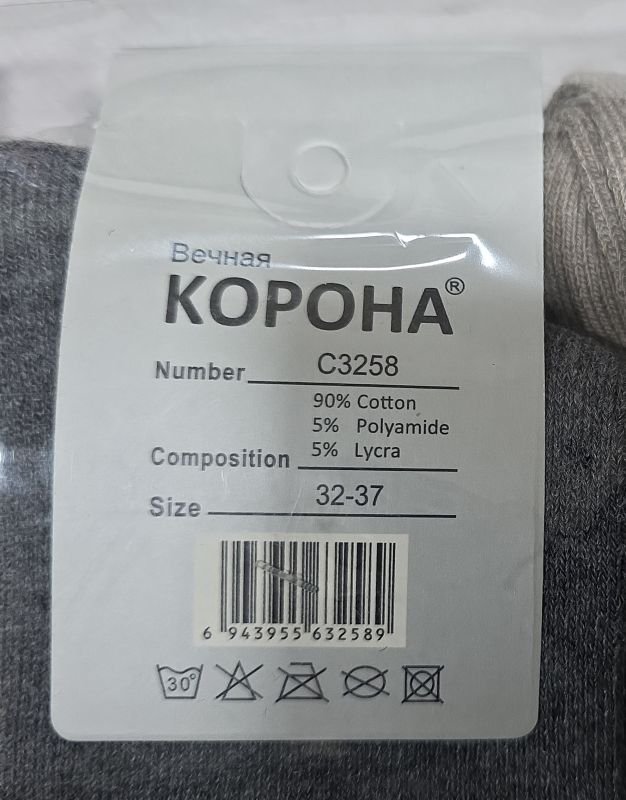 Вечная
КОРОНА®
Number C3258
90% Cotton
5% Polyamide
Composition 5% Lycra
Size 32-37
6 943955 632589
30°